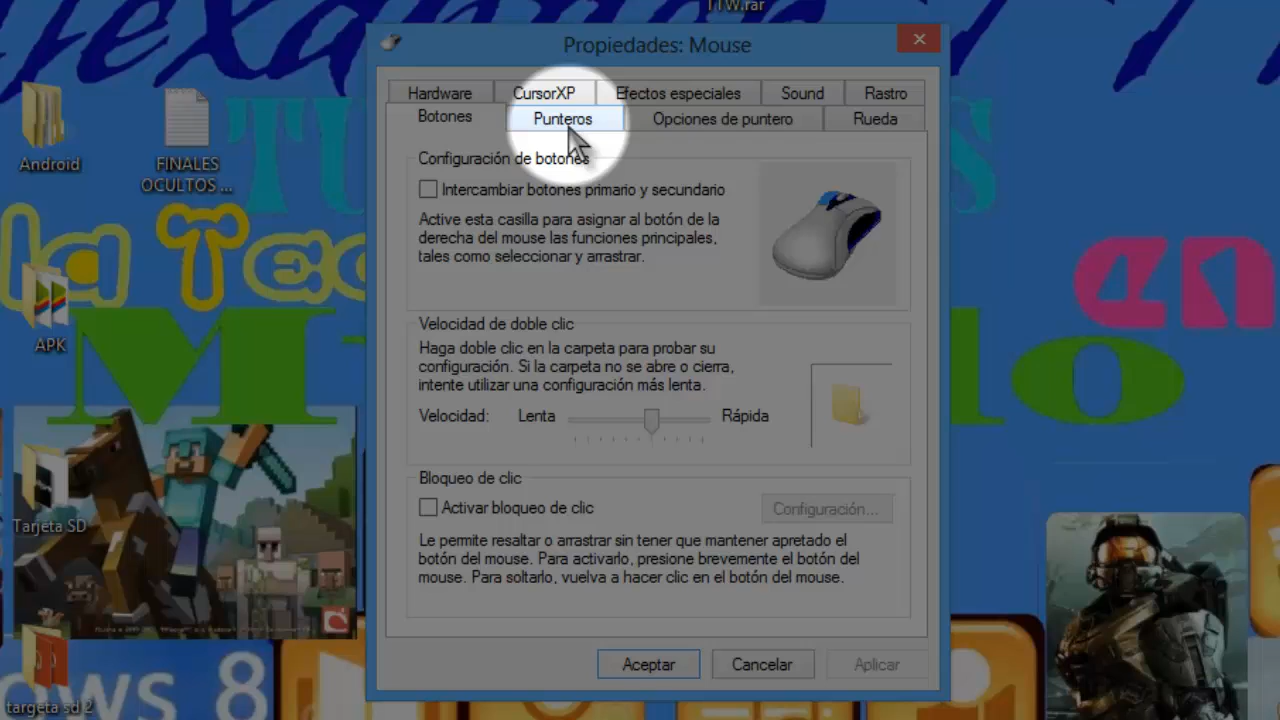 TTW.rar
Propiedades: Mouse
Hardware
CursorXP
Efectos especiales
Sound
Rastro
Botones
Punteros
Opciones de puntero
Rueda
Configuración de botones
Intercambiar botones primario y secundario
Active esta casilla para asignar al botón de la
derecha del mouse las funciones principales,
tales como seleccionar y arrastrar.
Velocidad de doble clic
Haga doble clic en la carpeta para probar su
configuración. Si la carpeta no se abre o cierra,
intente utilizar una configuración más lenta.
Velocidad:
Lenta
Rápida
Bloqueo de clic
Activar bloqueo de clic
Configuración...
Le permite resaltar o arrastrar sin tener que mantener apretado el
botón del mouse. Para activarlo, presione brevemente el botón del
mouse. Para soltarlo, vuelva a hacer clic en el botón del mouse.
Aceptar
Cancelar
Aplicar
Android
FINALES
OCULTOS ...
APK
Tarjeta SD
targeta sd 2
la Tec
en
ows 8